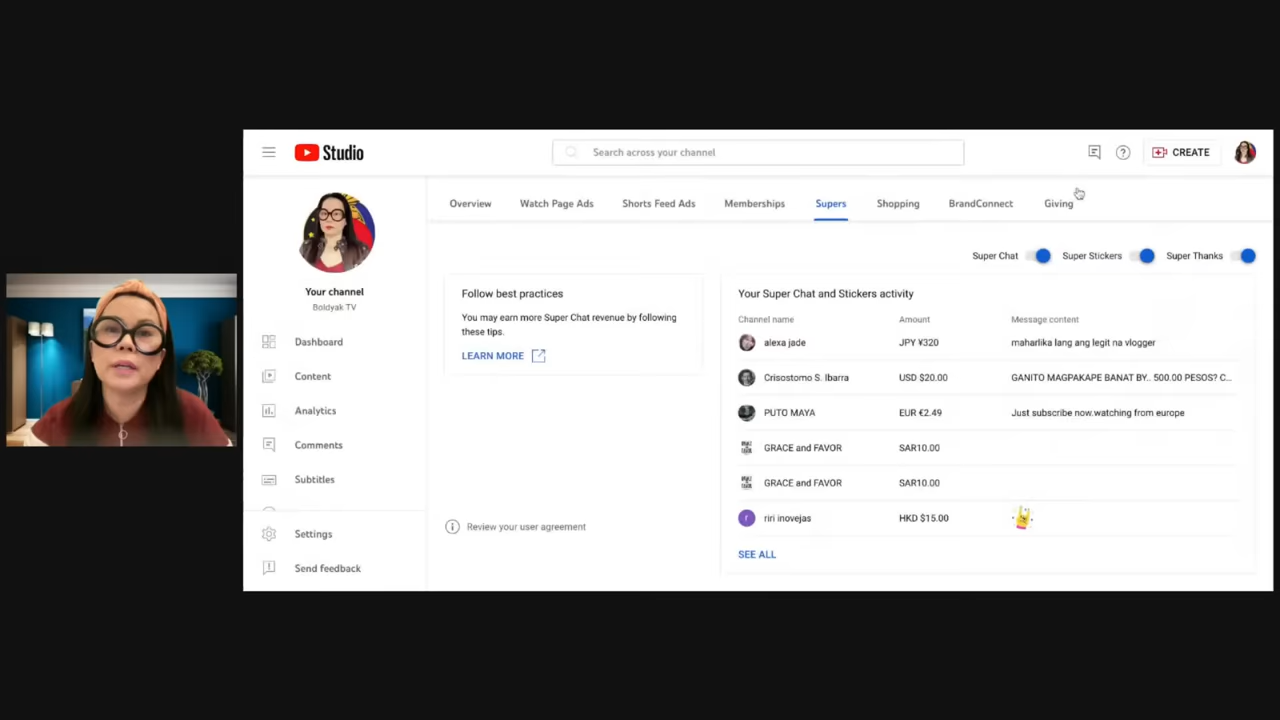 Studio
Search across your channel
CREATE
Your channel
Boldyak TV
Dashboard
Content
Analytics
Comments
Subtitles
Settings
Send feedback
Overview Watch Page Ads Shorts Feed Ads Memberships Supers Shopping BrandConnect Giving
Super Chat Super Stickers Super Thanks
Follow best practices
You may earn more Super Chat revenue by following
these tips.
LEARN MORE
Review your user agreement
Your Super Chat and Stickers activity
Channel name Amount Message content
alexa jade JPY ¥320 maharlika lang ang legit na vlogger
Crisostomo S. Ibarra USD $20.00 GANITO MAGPAKAPE BANAT BY.. 500.00 PESOS? C...
PUTO MAYA EUR €2.49 Just subscribe now.watching from europe
GRACE and FAVOR SAR10.00
GRACE and FAVOR SAR10.00
r riri inovejas HKD $15.00
SEE ALL